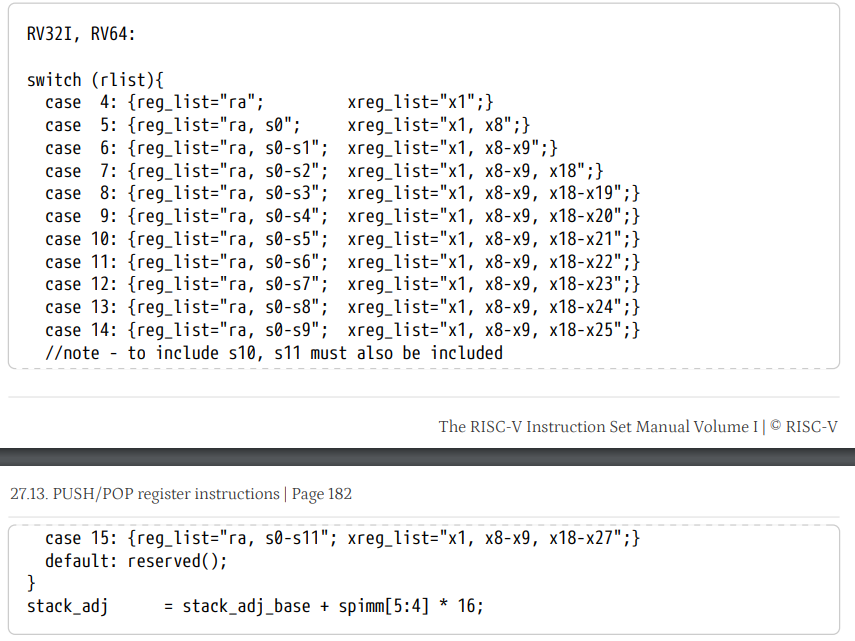 RV32I, RV64:
switch (rlist){
case 4: {reg_list="ra"; xreg_list="x1";}
case 5: {reg_list="ra, s0"; xreg_list="x1, x8";}
case 6: {reg_list="ra, s0-s1"; xreg_list="x1, x8-x9";}
case 7: {reg_list="ra, s0-s2"; xreg_list="x1, x8-x9, x18";}
case 8: {reg_list="ra, s0-s3"; xreg_list="x1, x8-x9, x18-x19";}
case 9: {reg_list="ra, s0-s4"; xreg_list="x1, x8-x9, x18-x20";}
case 10: {reg_list="ra, s0-s5"; xreg_list="x1, x8-x9, x18-x21";}
case 11: {reg_list="ra, s0-s6"; xreg_list="x1, x8-x9, x18-x22";}
case 12: {reg_list="ra, s0-s7"; xreg_list="x1, x8-x9, x18-x23";}
case 13: {reg_list="ra, s0-s8"; xreg_list="x1, x8-x9, x18-x24";}
case 14: {reg_list="ra, s0-s9"; xreg_list="x1, x8-x9, x18-x25";}
//note - to include s10, s11 must also be included
The RISC-V Instruction Set Manual Volume I | © RISC-V
27.13. PUSH/POP register instructions | Page 182
case 15: {reg_list="ra, s0-s11"; xreg_list="x1, x8-x9, x18-x27";}
default: reserved();
}
stack_adj = stack_adj_base + spimm[5:4] * 16;